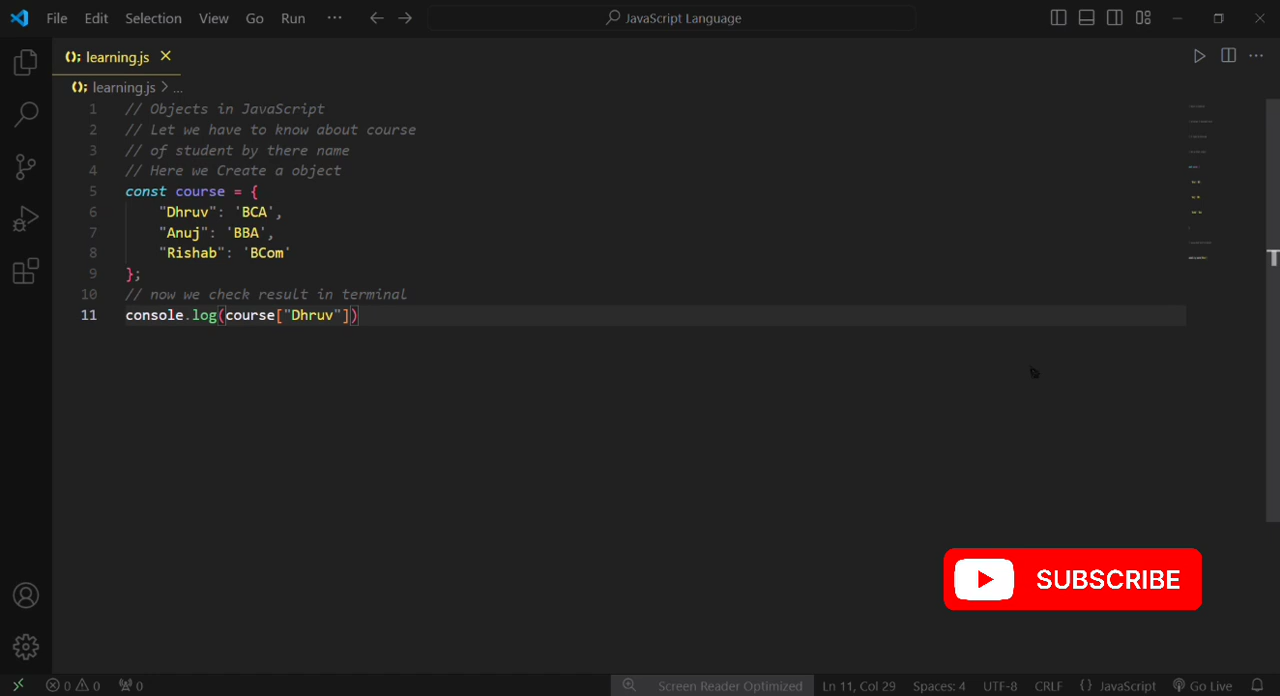 File Edit Selection View Go Run ··· JavaScript Language
learning.js
learning.js > ...
1 // Objects in JavaScript
2 // Let we have to know about course
3 // of student by there name
4 // Here we Create a object
5 const course = {
6 "Dhruv": 'BCA',
7 "Anuj": 'BBA',
8 "Rishab": 'BCom'
9 };
10 // now we check result in terminal
11 console.log(course["Dhruv"])
T
SUBSCRIBE
0 0 0 Screen Reader Optimized Ln 11, Col 29 Spaces: 4 UTF-8 CRLF {} JavaScript Go Live